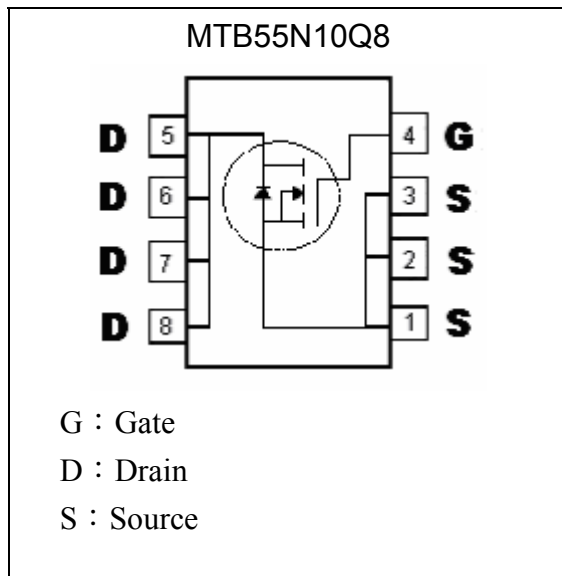 MTB55N10Q8
D 5 4 G
D 6 3 S
D 7 2 S
D 8 1 S
G：Gate
D：Drain
S：Source